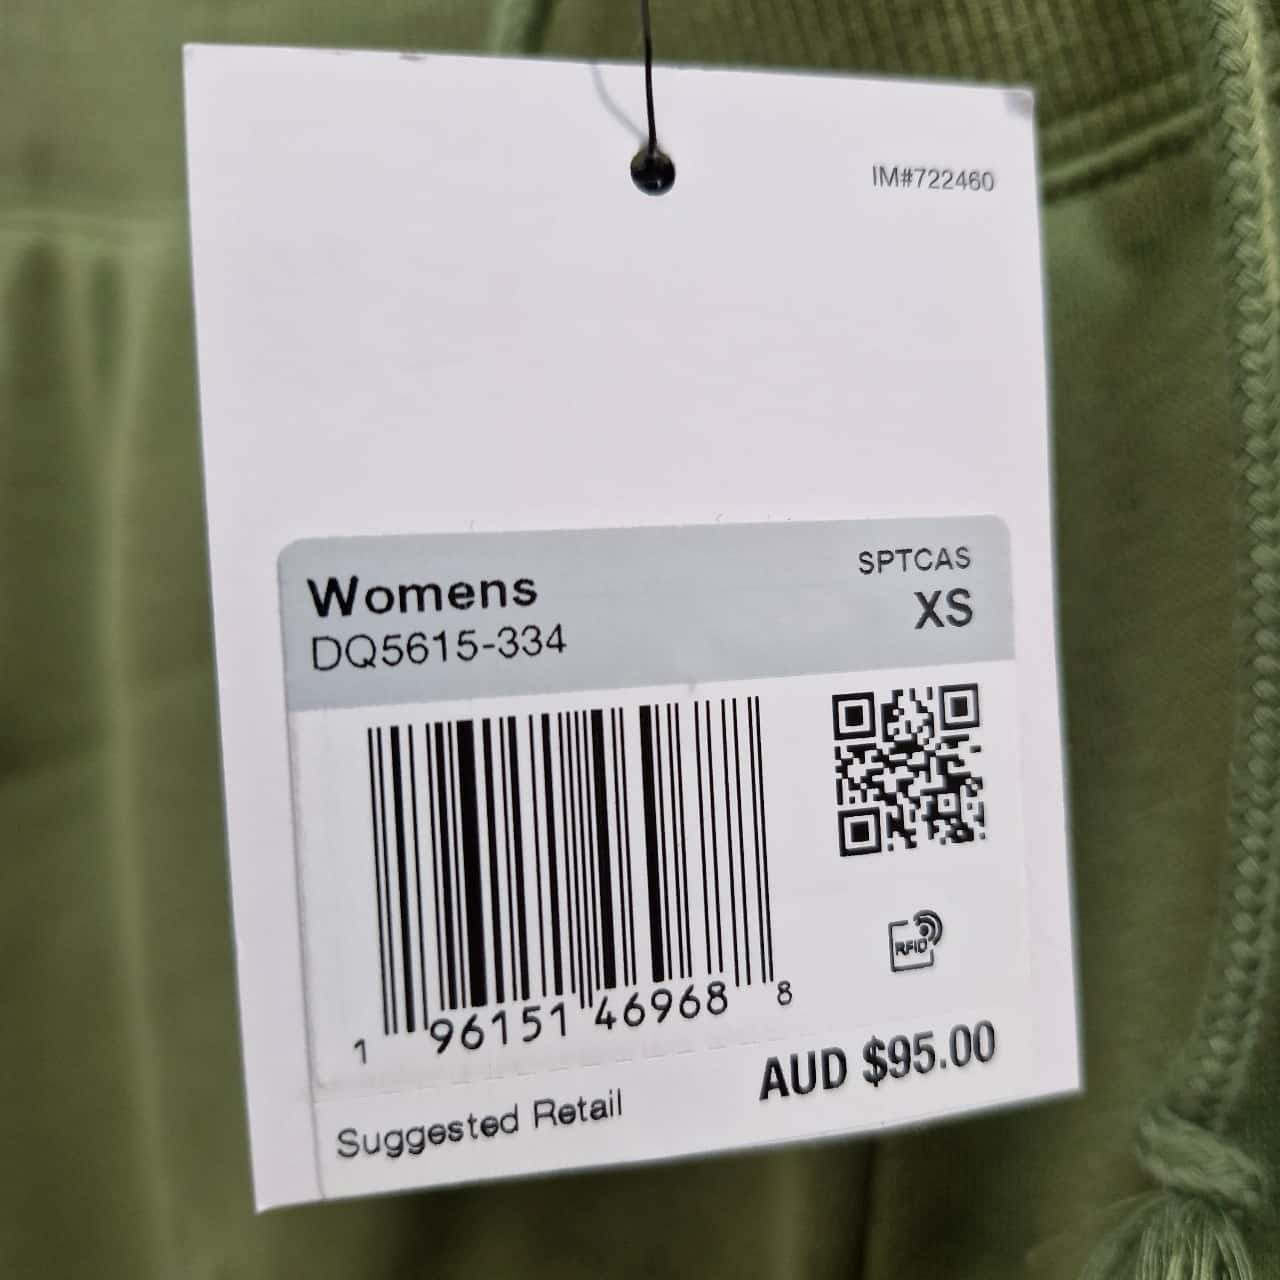 IM#722460
Womens
DQ5615-334
SPTCAS
XS
RFID
1 96151 46968 8
AUD $95.00
Suggested Retail